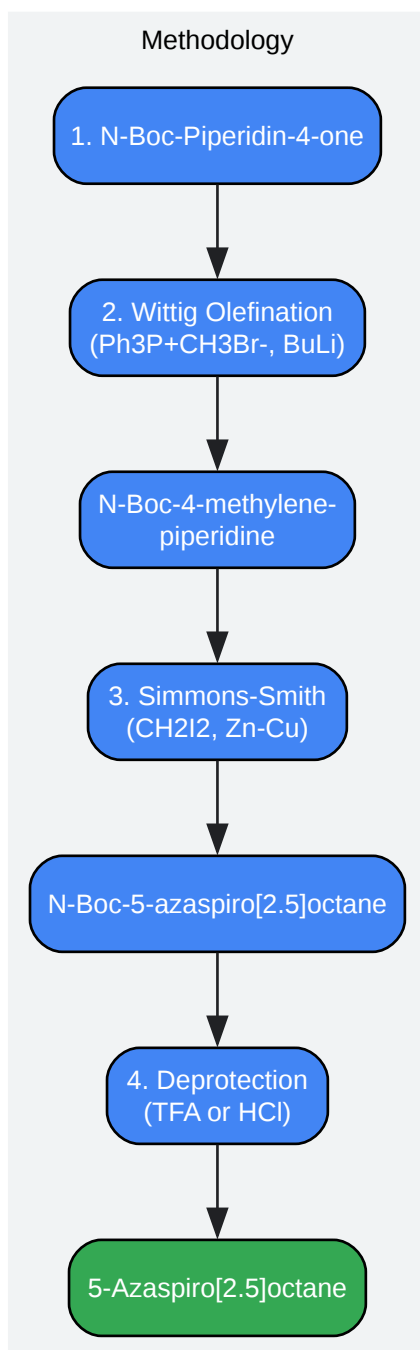 Methodology
1. N-Boc-Piperidin-4-one
2. Wittig Olefination
(Ph3P+CH3Br-, BuLi)
N-Boc-4-methylene-
piperidine
3. Simmons-Smith
(CH2I2, Zn-Cu)
N-Boc-5-azaspiro[2.5]octane
4. Deprotection
(TFA or HCl)
5-Azaspiro[2.5]octane